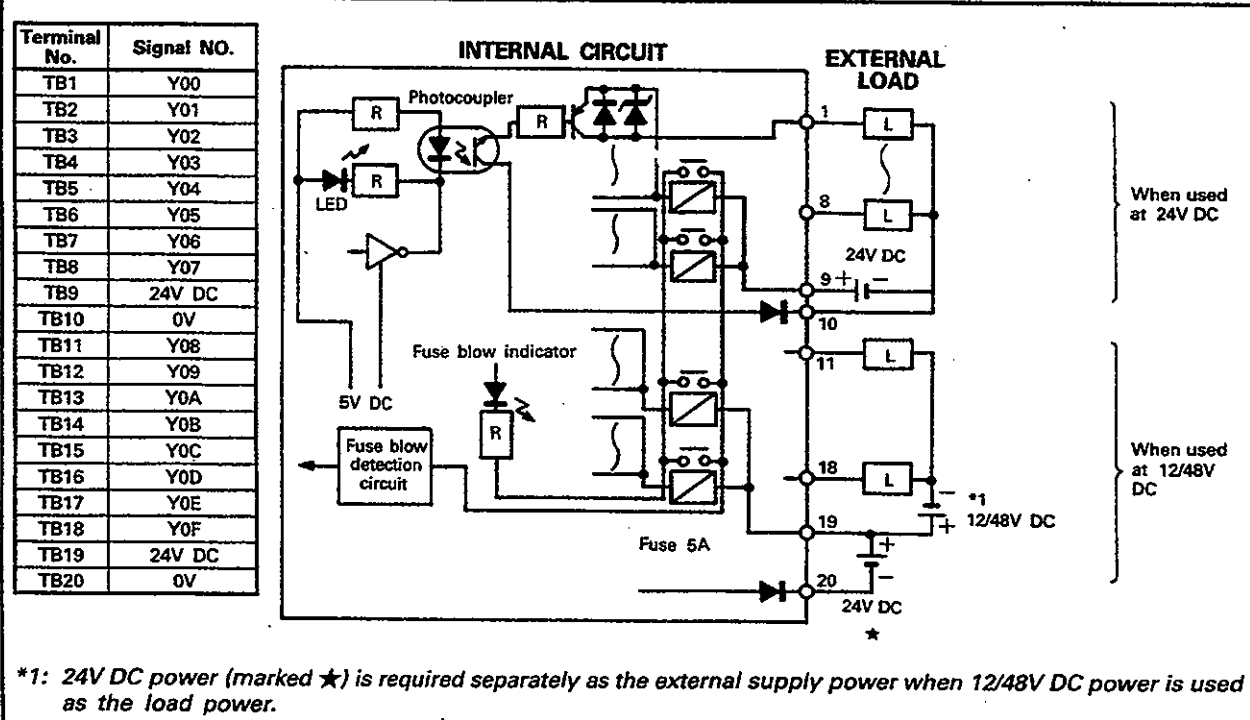 Terminal No. Signal NO.
TB1 Y00
TB2 Y01
TB3 Y02
TB4 Y03
TB5 Y04
TB6 Y05
TB7 Y06
TB8 Y07
TB9 24V DC
TB10 0V
TB11 Y08
TB12 Y09
TB13 Y0A
TB14 Y0B
TB15 Y0C
TB16 Y0D
TB17 Y0E
TB18 Y0F
TB19 24V DC
TB20 0V
INTERNAL CIRCUIT
EXTERNAL
LOAD
Photocoupler
R
R
R
LED
5V DC
Fuse blow indicator
R
Fuse blow
detection
circuit
Fuse 5A
1
L
8
L
24V DC
9 + −
10
11
L
18
L
−
*1
12/48V DC
+
19
+
−
20
24V DC
★
When used
at 24V DC
When used
at 12/48V
DC
*1: 24V DC power (marked ★) is required separately as the external supply power when 12/48V DC power is used
as the load power.